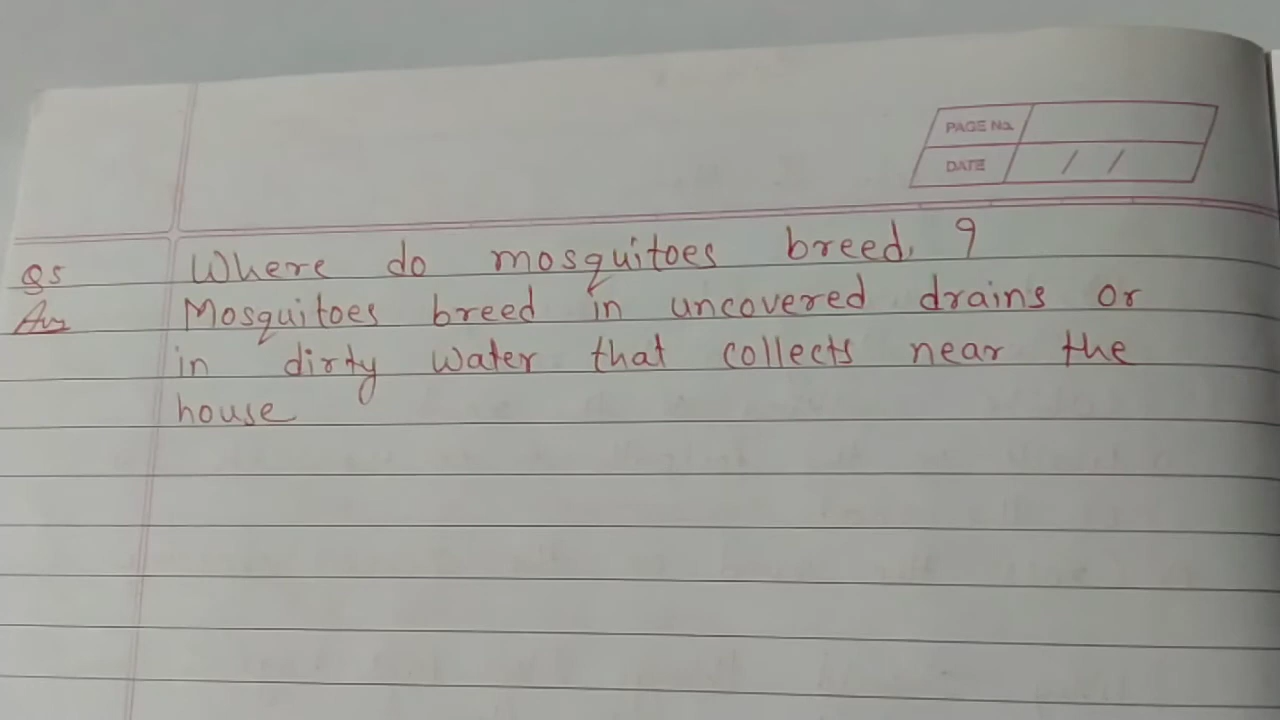 PAGE No.
DATE / /
Q5 Where do mosquitoes breed. ?
Ans Mosquitoes breed in uncovered drains or
in dirty water that collects near the
house